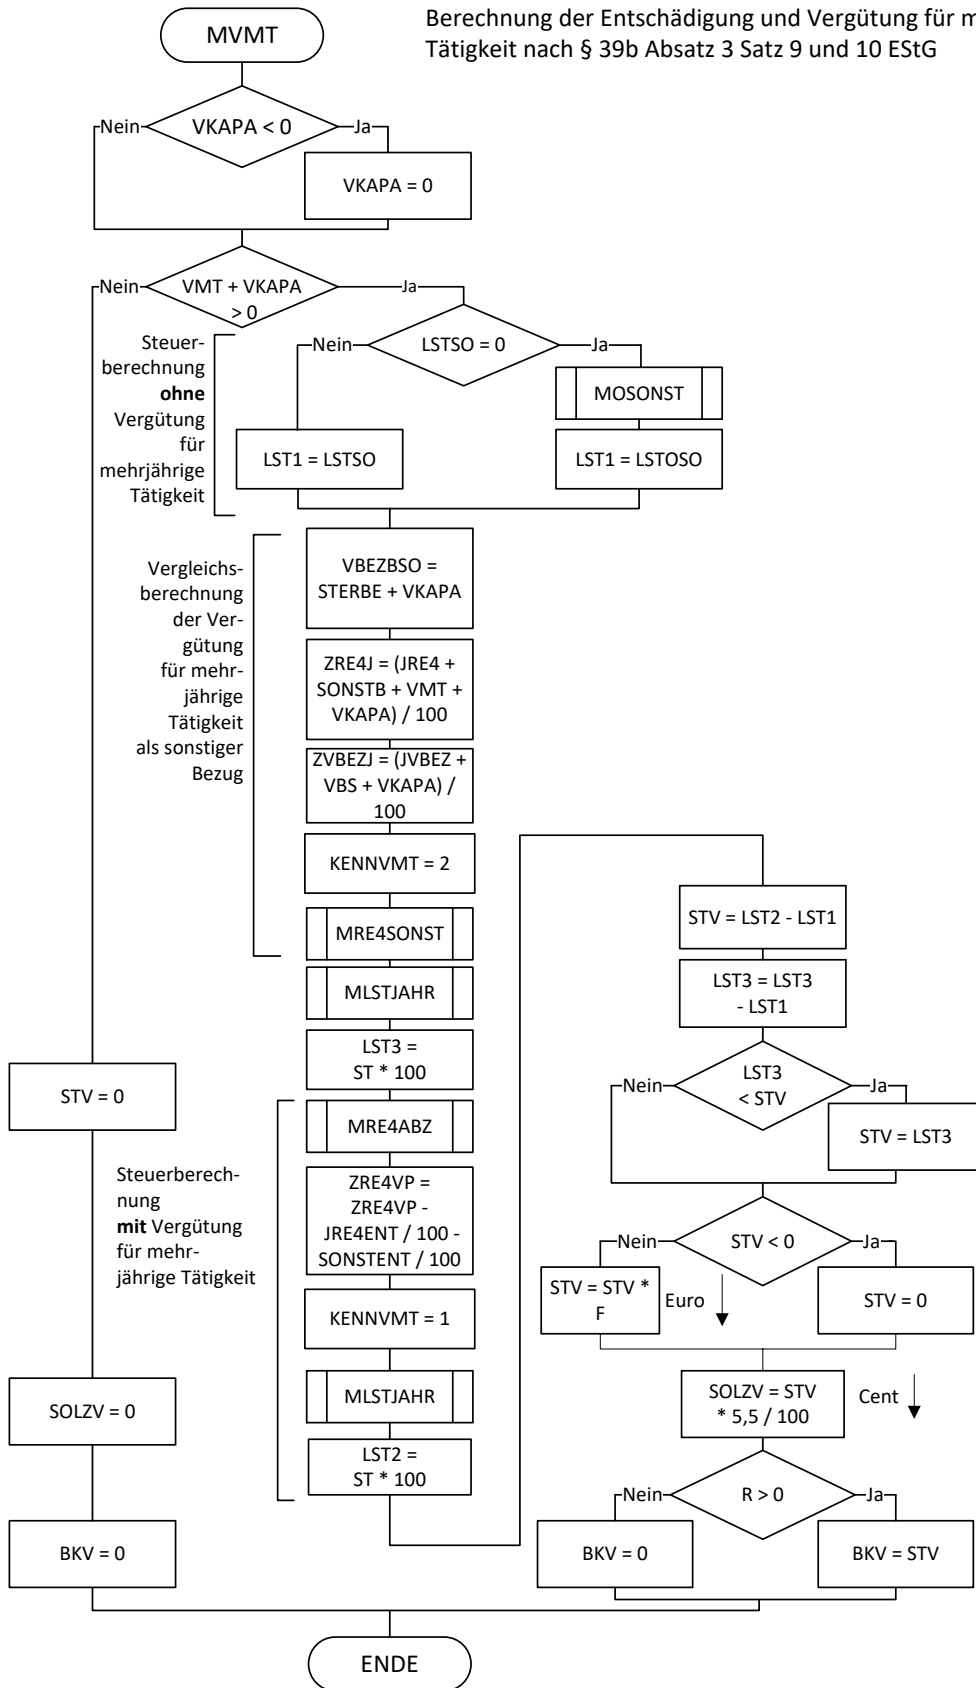 Berechnung der Entschädigung und Vergütung für m
Tätigkeit nach § 39b Absatz 3 Satz 9 und 10 EStG
MVMT
Nein
VKAPA < 0
Ja
VKAPA = 0
Nein
VMT + VKAPA
> 0
Ja
Steuer-
berechnung
ohne
Vergütung
für
mehrjährige
Tätigkeit
Nein
LSTSO = 0
Ja
MOSONST
LST1 = LSTSO
LST1 = LSTOSO
Vergleichs-
berechnung
der Ver-
gütung
für mehr-
jährige
Tätigkeit
als sonstiger
Bezug
VBEZBSO =
STERBE + VKAPA
ZRE4J = (JRE4 +
SONSTB + VMT +
VKAPA) / 100
ZVBEZJ = (JVBEZ +
VBS + VKAPA) /
100
KENNVMT = 2
MRE4SONST
MLSTJAHR
LST3 =
ST * 100
STV = 0
Steuerberech-
nung
mit Vergütung
für mehr-
jährige Tätigkeit
MRE4ABZ
ZRE4VP =
ZRE4VP -
JRE4ENT / 100 -
SONSTENT / 100
KENNVMT = 1
MLSTJAHR
LST2 =
ST * 100
SOLZV = 0
BKV = 0
STV = LST2 - LST1
LST3 = LST3
- LST1
Nein
LST3
< STV
Ja
STV = LST3
Nein
STV < 0
Ja
STV = STV *
F
Euro
STV = 0
SOLZV = STV
* 5,5 / 100
Cent
Nein
R > 0
Ja
BKV = 0
BKV = STV
ENDE